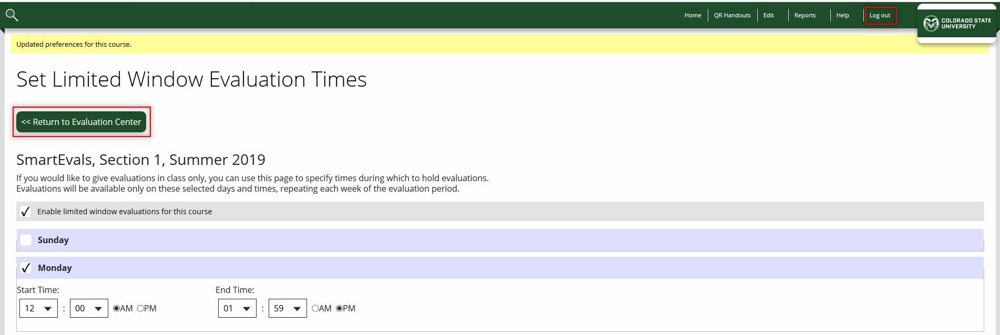 Home QR Handouts Edit Reports Help Log out
COLORADO STATE
UNIVERSITY
Updated preferences for this course.
Set Limited Window Evaluation Times
<< Return to Evaluation Center
SmartEvals, Section 1, Summer 2019
If you would like to give evaluations in class only, you can use this page to specify times during which to hold evaluations.
Evaluations will be available only on these selected days and times, repeating each week of the evaluation period.
Enable limited window evaluations for this course
Sunday
Monday
Start Time: End Time:
12 : 00 AM PM 01 : 59 AM PM